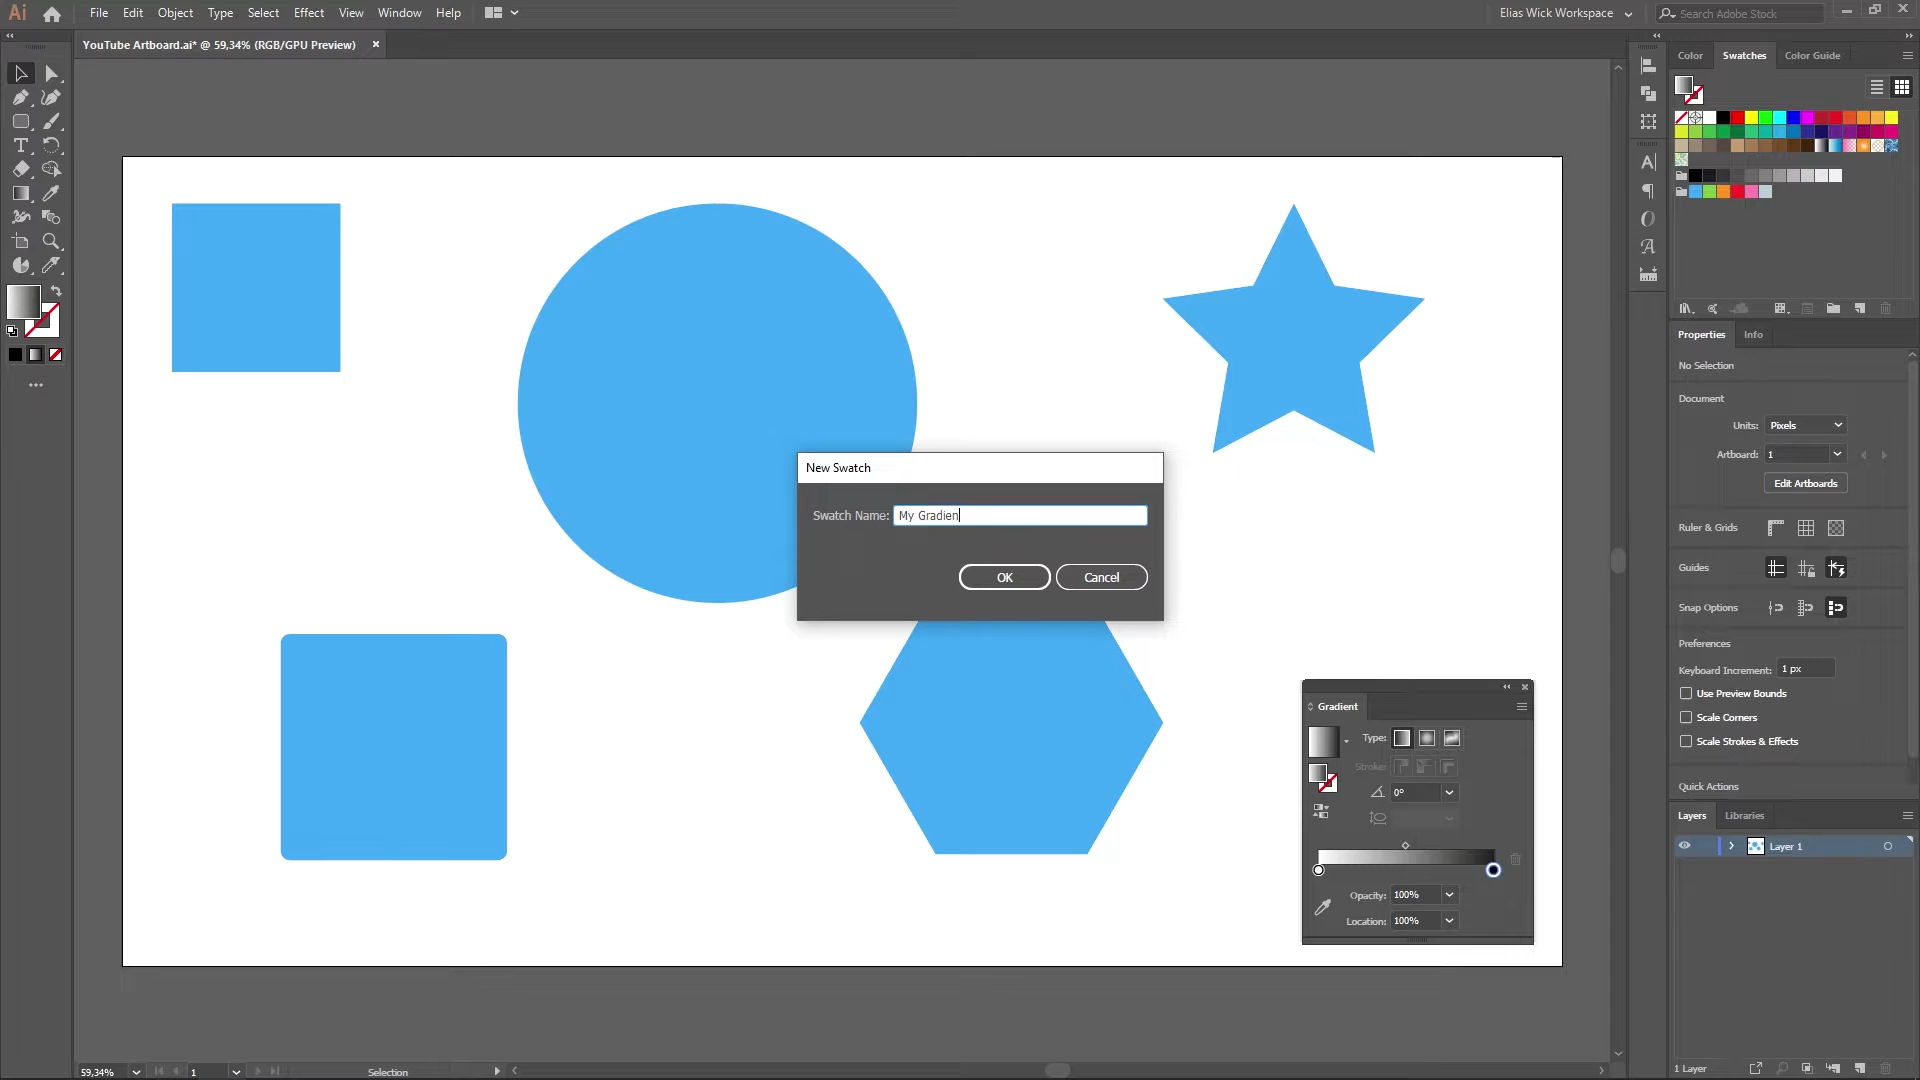 Ai File Edit Object Type Select Effect View Window Help
Elias Wick Workspace
Search Adobe Stock
YouTube Artboard.ai* @ 59,34% (RGB/GPU Preview)
Color Swatches Color Guide
New Swatch
Swatch Name: My Gradien
OK Cancel
Properties Info
No Selection
Document
Units: Pixels
Artboard: 1
Edit Artboards
Ruler & Grids
Guides
Snap Options
Preferences
Keyboard Increment: 1 px
Use Preview Bounds
Scale Corners
Scale Strokes & Effects
Quick Actions
Gradient
Type:
Stroke:
0°
Opacity: 100%
Location: 100%
Layers Libraries
Layer 1
1 Layer
59,34% 1 Selection